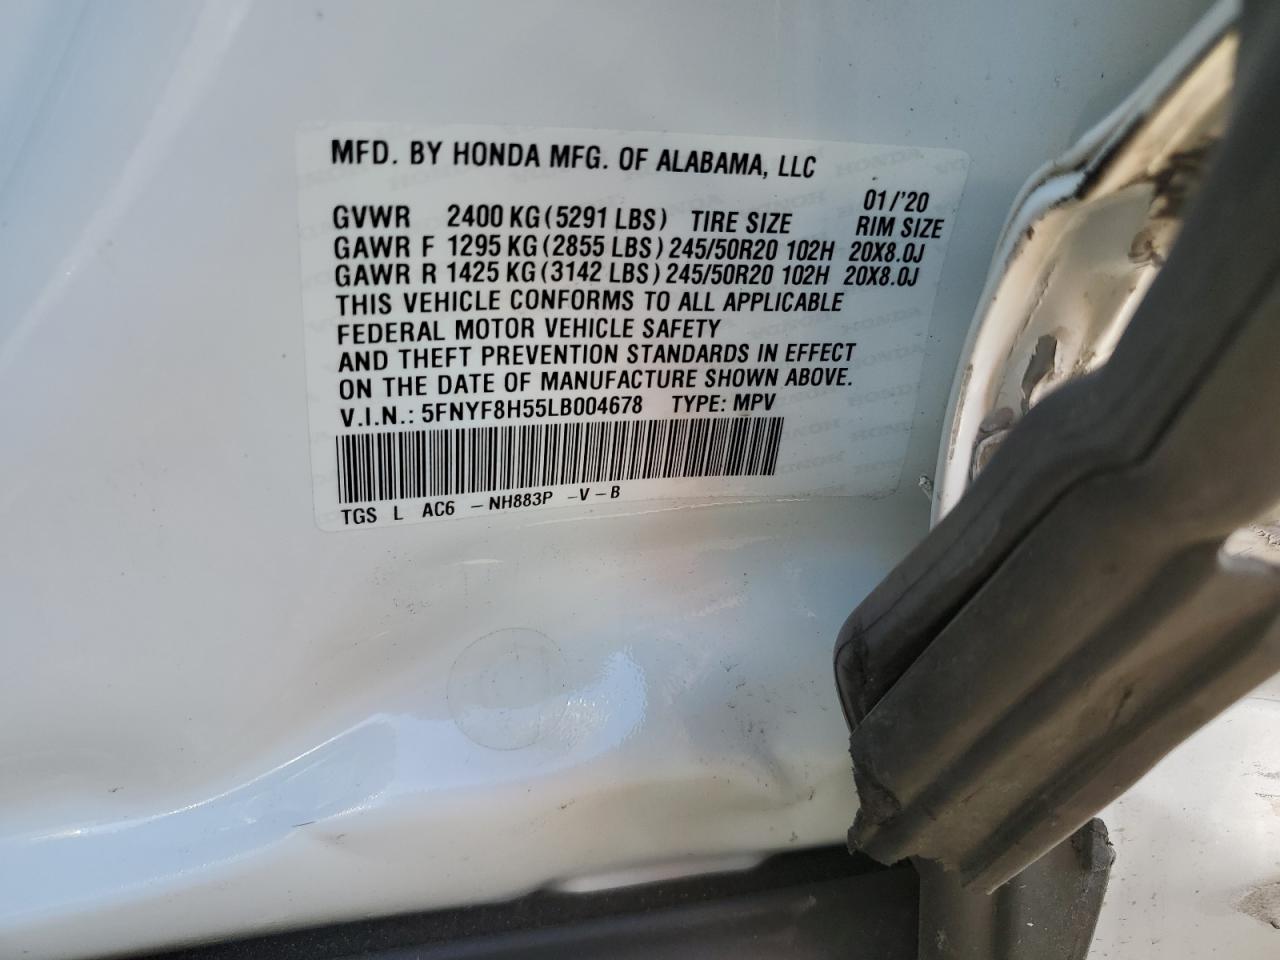 MFD. BY HONDA MFG. OF ALABAMA, LLC
01/'20
GVWR 2400 KG (5291 LBS) TIRE SIZE RIM SIZE
GAWR F 1295 KG (2855 LBS) 245/50R20 102H 20X8.0J
GAWR R 1425 KG (3142 LBS) 245/50R20 102H 20X8.0J
THIS VEHICLE CONFORMS TO ALL APPLICABLE
FEDERAL MOTOR VEHICLE SAFETY
AND THEFT PREVENTION STANDARDS IN EFFECT
ON THE DATE OF MANUFACTURE SHOWN ABOVE.
V.I.N.: 5FNYF8H55LB004678 TYPE: MPV
TGS L AC6 -NH883P -V-B